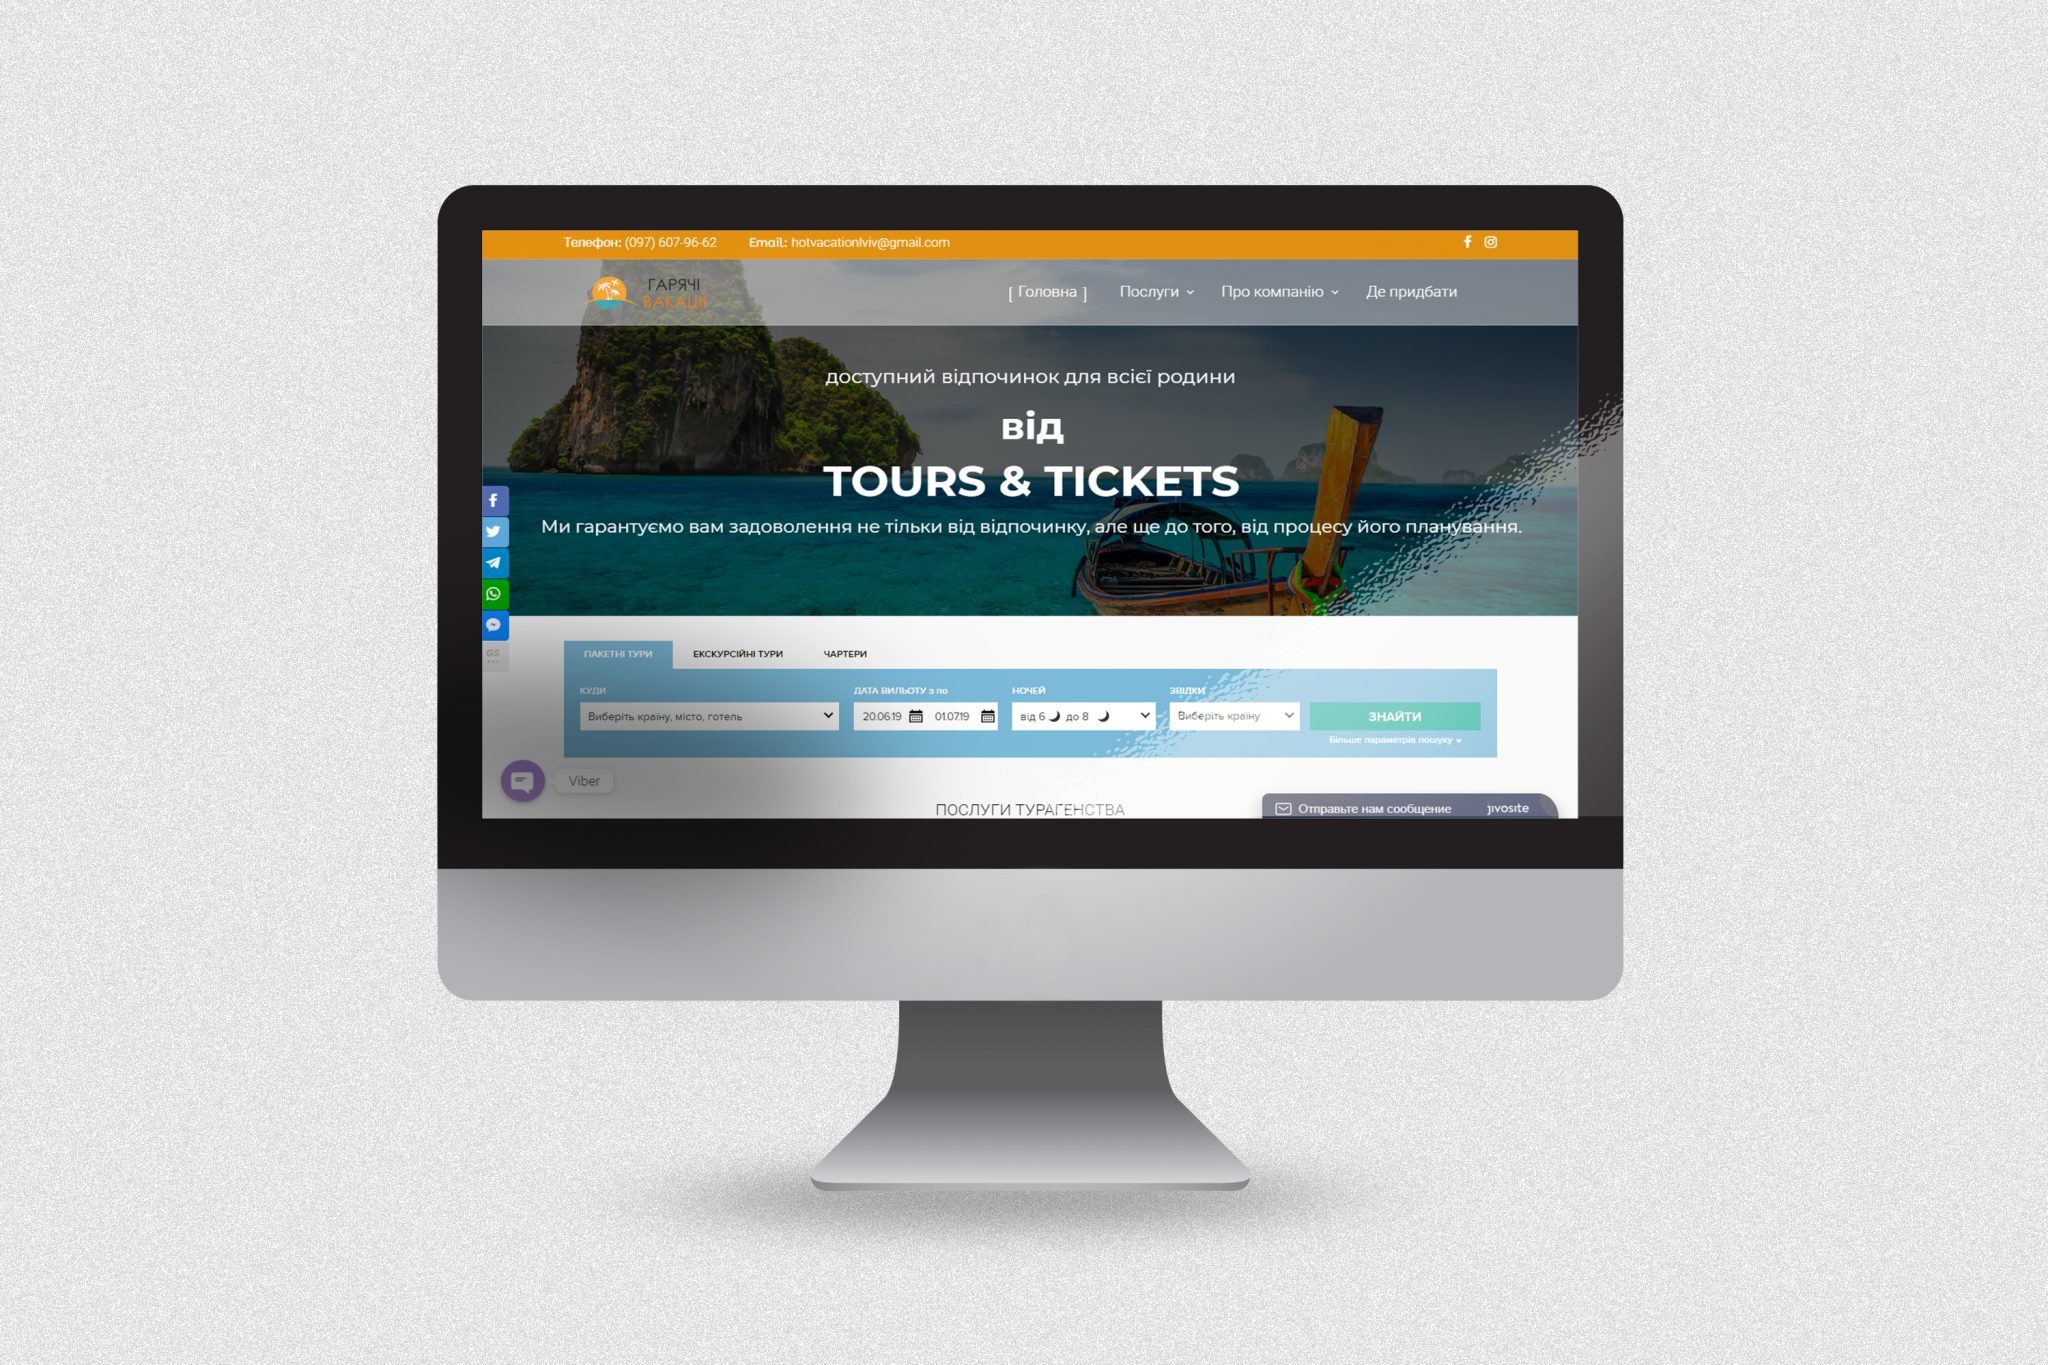 Телефон: (097) 607-96-62 Email: hotvacationlviv@gmail.com
ГАРЯЧІ
ВАКАЦІЇ
[ Головна ] Послуги Про компанію Де придбати
доступний відпочинок для всієї родини
від
TOURS & TICKETS
Ми гарантуємо вам задоволення не тільки від відпочинку, але ще до того, від процесу його планування.
GS
ПАКЕТНІ ТУРИ ЕКСКУРСІЙНІ ТУРИ ЧАРТЕРИ
КУДИ ДАТА ВИЛЬОТУ з по НОЧЕЙ ЗВІДКИ
Виберіть країну, місто, готель 20.06.19 01.07.19 від 6 до 8 Виберіть країну ЗНАЙТИ
Більше параметрів пошуку
Viber
ПОСЛУГИ ТУРАГЕНСТВА
Отправьте нам сообщение jivosite